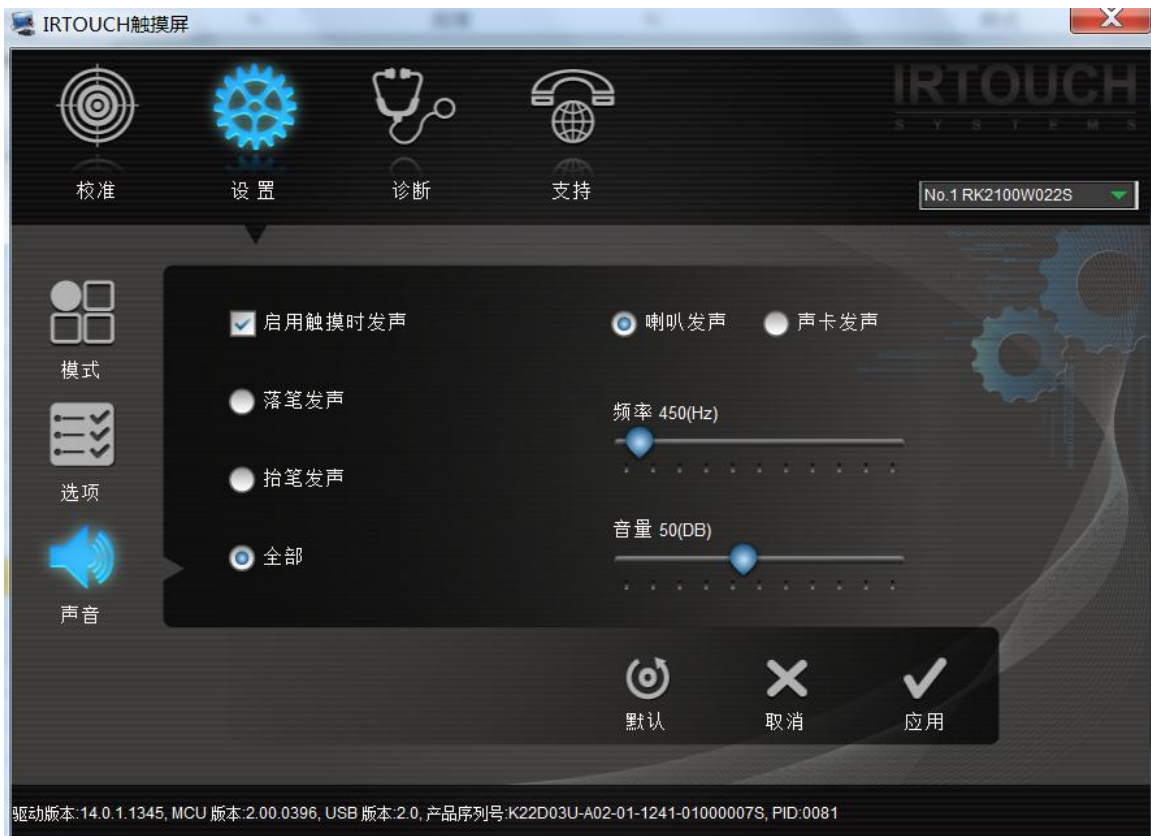 IRTOUCH触摸屏
IRTOUCH
SYSTEMS
校准 设置 诊断 支持
No.1 RK2100W022S
模式
选项
声音
启用触摸时发声
落笔发声
抬笔发声
全部
喇叭发声 声卡发声
频率 450(Hz)
音量 50(DB)
默认 取消 应用
驱动版本:14.0.1.1345, MCU 版本:2.00.0396, USB 版本:2.0, 产品序列号:K22D03U-A02-01-1241-01000007S, PID:0081